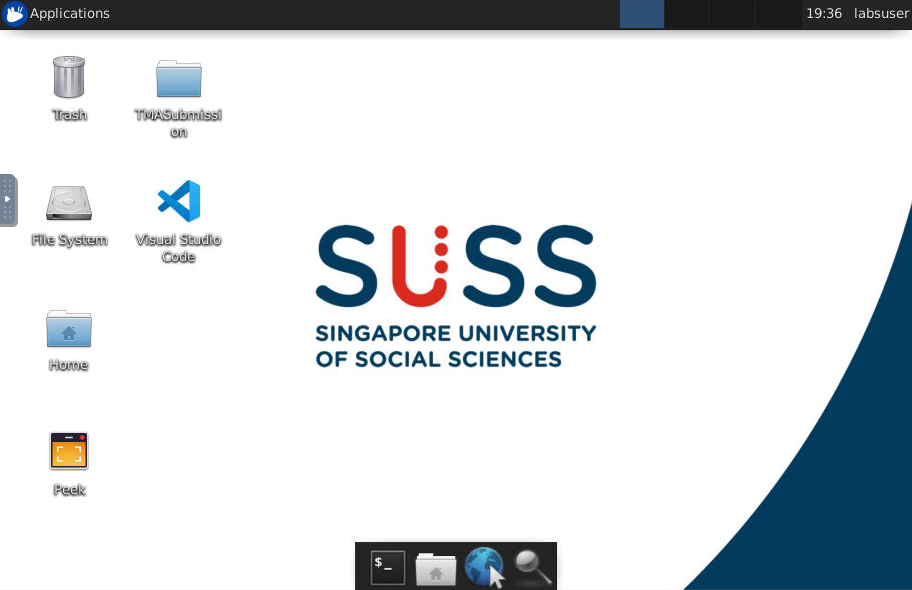 Applications
19:36 labsuser
Trash
TMASubmissi
on
File System
Visual Studio
Code
SUSS
SINGAPORE UNIVERSITY
OF SOCIAL SCIENCES
Home
Peek
$_